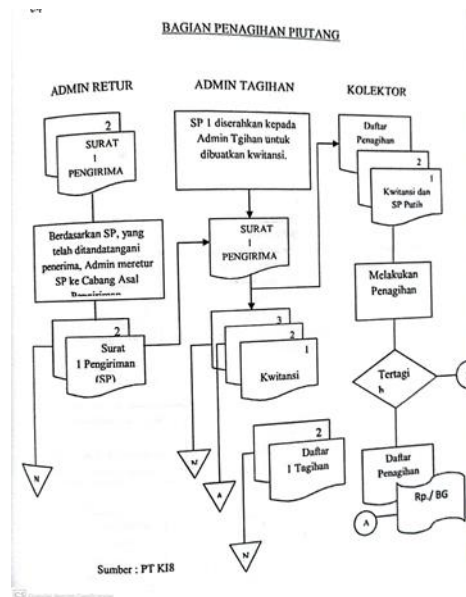 BAGIAN PENAGIHAN PIUTANG
ADMIN RETUR
ADMIN TAGIHAN
KOLEKTOR
2
SURAT
1
PENGIRIMA
Berdasarkan SP, yang
telah ditandatangani
penerima, Admin meretur
SP ke Cabang Asal
2
Surat
1 Pengiriman
(SP)
N
SP 1 diserahkan kepada
Admin Tgihan untuk
dibuatkan kwitansi.
SURAT
1
PENGIRIMA
3
2
1
Kwitansi
N
A
2
Daftar
1 Tagihan
N
Daftar
Penagihan
2
1
Kwitansi dan
SP Putih
Melakukan
Penagihan
Tertagi
h
Daftar
Penagihan
Rp./ BG
A
Sumber : PT KI8
CS